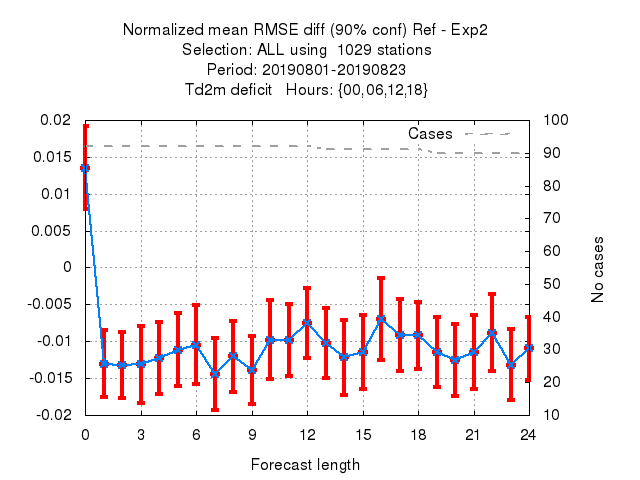 Normalized mean RMSE diff (90% conf) Ref - Exp2
Selection: ALL using  1029 stations
Period: 20190801-20190823
Td2m deficit   Hours: {00,06,12,18}
Cases
0.02
0.015
0.01
0.005
0
-0.005
-0.01
-0.015
-0.02
100
90
80
70
60
50
40
30
20
10
No cases
0 3 6 9 12 15 18 21 24
Forecast length